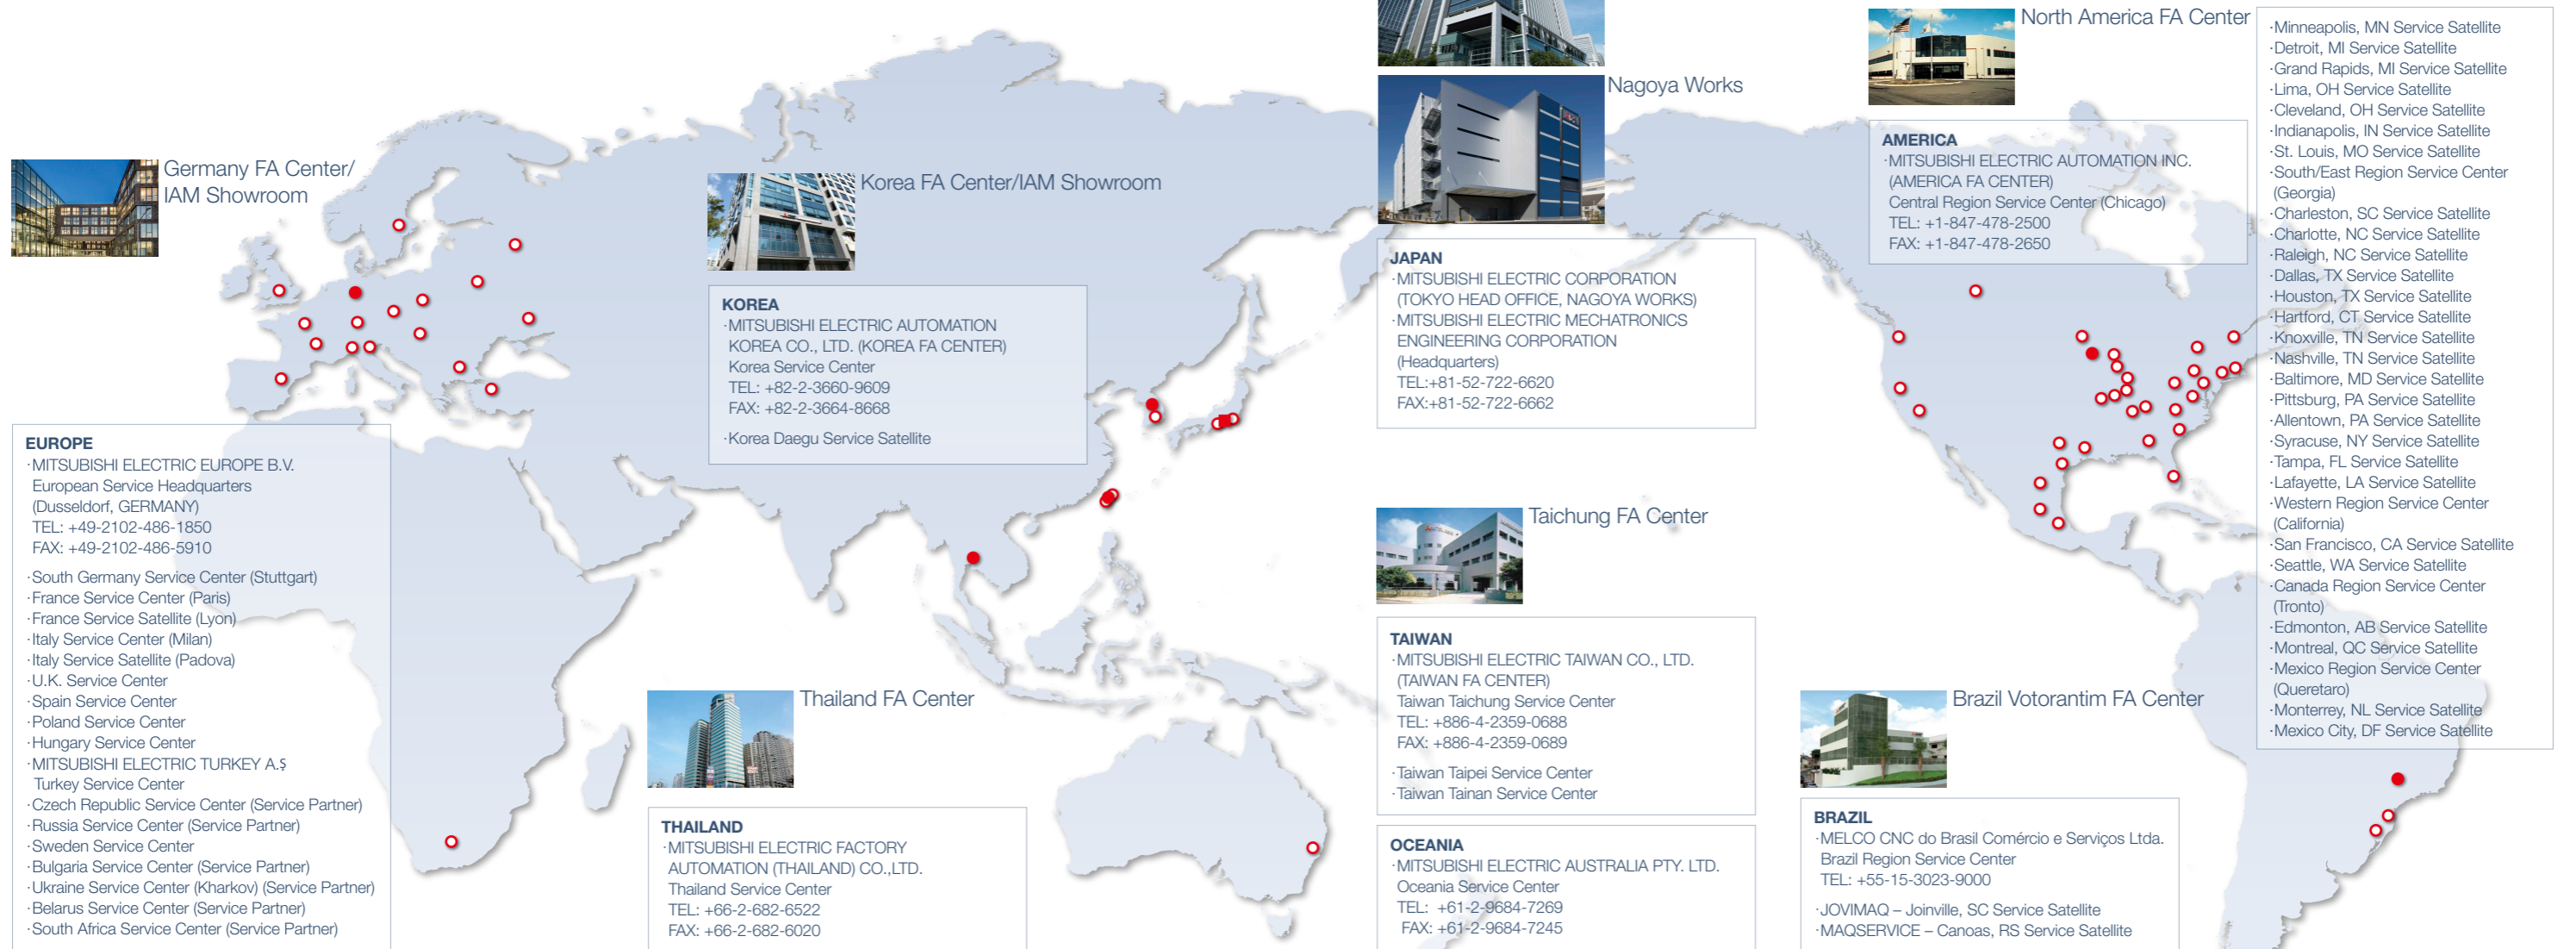 Germany FA Center/
IAM Showroom
EUROPE
·MITSUBISHI ELECTRIC EUROPE B.V.
European Service Headquarters
(Dusseldorf, GERMANY)
TEL: +49-2102-486-1850
FAX: +49-2102-486-5910
·South Germany Service Center (Stuttgart)
·France Service Center (Paris)
·France Service Satellite (Lyon)
·Italy Service Center (Milan)
·Italy Service Satellite (Padova)
·U.K. Service Center
·Spain Service Center
·Poland Service Center
·Hungary Service Center
·MITSUBISHI ELECTRIC TURKEY A.Ş
Turkey Service Center
·Czech Republic Service Center (Service Partner)
·Russia Service Center (Service Partner)
·Sweden Service Center
·Bulgaria Service Center (Service Partner)
·Ukraine Service Center (Kharkov) (Service Partner)
·Belarus Service Center (Service Partner)
·South Africa Service Center (Service Partner)
Korea FA Center/IAM Showroom
KOREA
·MITSUBISHI ELECTRIC AUTOMATION
KOREA CO., LTD. (KOREA FA CENTER)
Korea Service Center
TEL: +82-2-3660-9609
FAX: +82-2-3664-8668
·Korea Daegu Service Satellite
Thailand FA Center
THAILAND
·MITSUBISHI ELECTRIC FACTORY
AUTOMATION (THAILAND) CO.,LTD.
Thailand Service Center
TEL: +66-2-682-6522
FAX: +66-2-682-6020
Nagoya Works
JAPAN
·MITSUBISHI ELECTRIC CORPORATION
(TOKYO HEAD OFFICE, NAGOYA WORKS)
·MITSUBISHI ELECTRIC MECHATRONICS
ENGINEERING CORPORATION
(Headquarters)
TEL:+81-52-722-6620
FAX:+81-52-722-6662
Taichung FA Center
TAIWAN
·MITSUBISHI ELECTRIC TAIWAN CO., LTD.
(TAIWAN FA CENTER)
Taiwan Taichung Service Center
TEL: +886-4-2359-0688
FAX: +886-4-2359-0689
·Taiwan Taipei Service Center
·Taiwan Tainan Service Center
OCEANIA
·MITSUBISHI ELECTRIC AUSTRALIA PTY. LTD.
Oceania Service Center
TEL: +61-2-9684-7269
FAX: +61-2-9684-7245
North America FA Center
AMERICA
·MITSUBISHI ELECTRIC AUTOMATION INC.
(AMERICA FA CENTER)
Central Region Service Center (Chicago)
TEL: +1-847-478-2500
FAX: +1-847-478-2650
·Minneapolis, MN Service Satellite
·Detroit, MI Service Satellite
·Grand Rapids, MI Service Satellite
·Lima, OH Service Satellite
·Cleveland, OH Service Satellite
·Indianapolis, IN Service Satellite
·St. Louis, MO Service Satellite
·South/East Region Service Center
(Georgia)
·Charleston, SC Service Satellite
·Charlotte, NC Service Satellite
·Raleigh, NC Service Satellite
·Dallas, TX Service Satellite
·Houston, TX Service Satellite
·Hartford, CT Service Satellite
·Knoxville, TN Service Satellite
·Nashville, TN Service Satellite
·Baltimore, MD Service Satellite
·Pittsburg, PA Service Satellite
·Allentown, PA Service Satellite
·Syracuse, NY Service Satellite
·Tampa, FL Service Satellite
·Lafayette, LA Service Satellite
·Western Region Service Center
(California)
·San Francisco, CA Service Satellite
·Seattle, WA Service Satellite
·Canada Region Service Center
(Tronto)
·Edmonton, AB Service Satellite
·Montreal, QC Service Satellite
·Mexico Region Service Center
(Queretaro)
·Monterrey, NL Service Satellite
·Mexico City, DF Service Satellite
Brazil Votorantim FA Center
BRAZIL
·MELCO CNC do Brasil Comércio e Serviços Ltda.
Brazil Region Service Center
TEL: +55-15-3023-9000
·JOVIMAQ – Joinville, SC Service Satellite
·MAQSERVICE – Canoas, RS Service Satellite